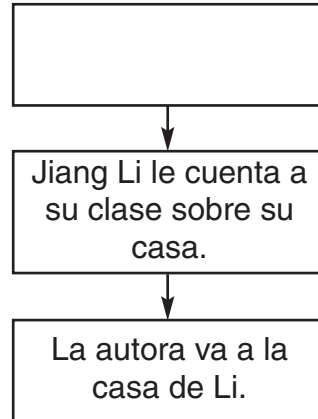 Jiang Li le cuenta a
su clase sobre su
casa.
La autora va a la
casa de Li.